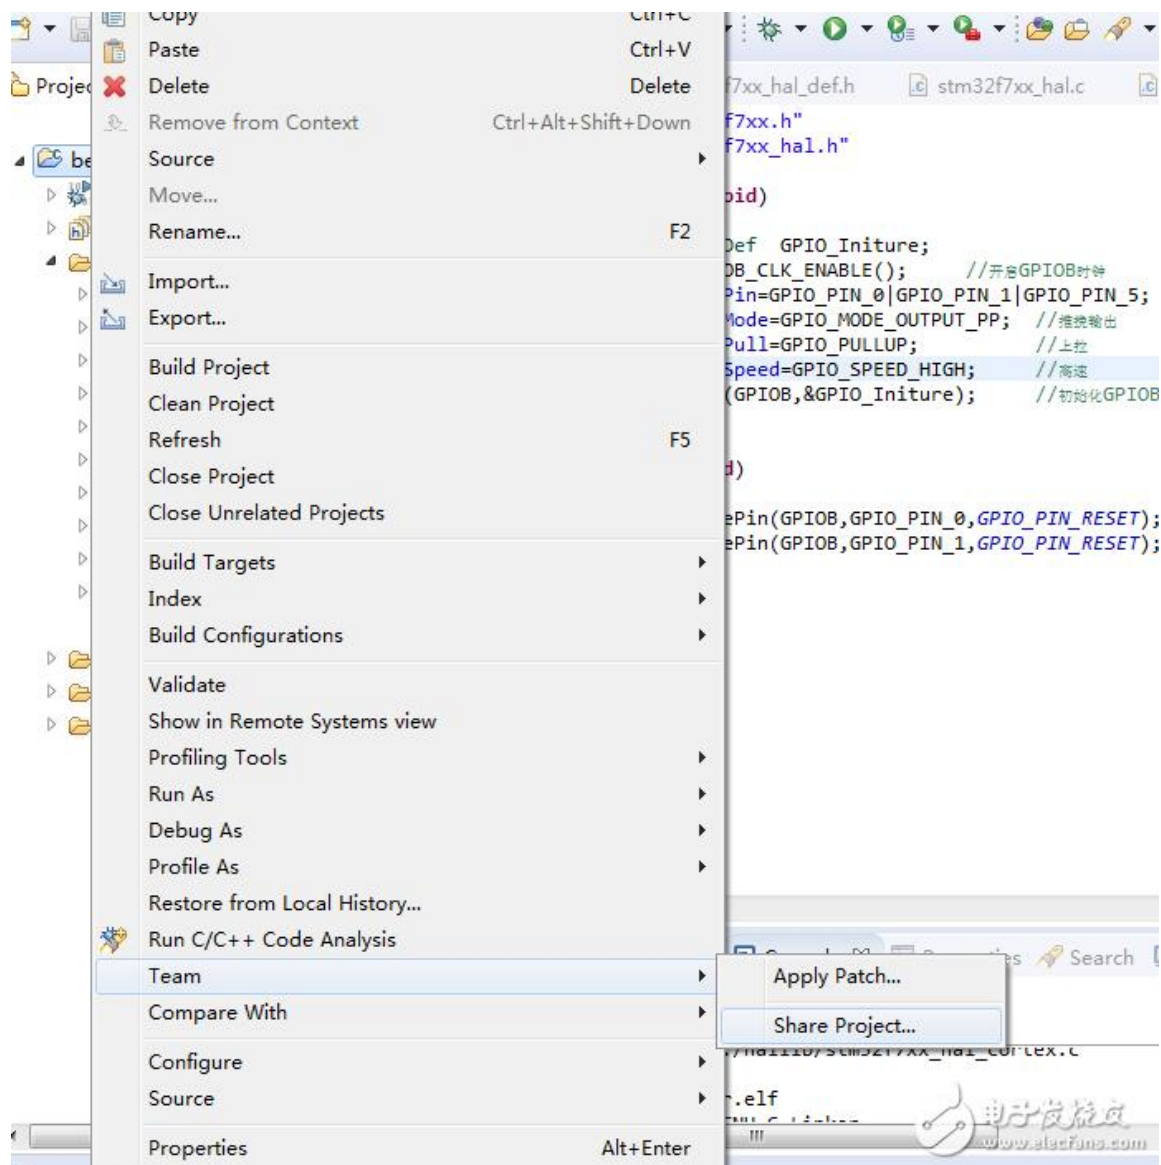 Copy Ctrl+C
Paste Ctrl+V
Projec
Delete Delete
f7xx_hal_def.h stm32f7xx_hal.c
Remove from Context Ctrl+Alt+Shift+Down
f7xx.h"
f7xx_hal.h"
be
Source
Move...
oid)
Rename... F2
Def GPIO_Initure;
OB_CLK_ENABLE(); //开启GPIOB时钟
Import...
Pin=GPIO_PIN_0|GPIO_PIN_1|GPIO_PIN_5;
Export...
Mode=GPIO_MODE_OUTPUT_PP; //推挽输出
Pull=GPIO_PULLUP; //上拉
Build Project
Speed=GPIO_SPEED_HIGH; //高速
(GPIOB,&GPIO_Initure); //初始化GPIOB
Clean Project
Refresh F5
d)
Close Project
Close Unrelated Projects
ePin(GPIOB,GPIO_PIN_0,GPIO_PIN_RESET);
ePin(GPIOB,GPIO_PIN_1,GPIO_PIN_RESET);
Build Targets
Index
Build Configurations
Validate
Show in Remote Systems view
Profiling Tools
Run As
Debug As
Profile As
Restore from Local History...
Run C/C++ Code Analysis
Search
Team
Apply Patch...
Compare With
Share Project...
./hallib/stm32f7xx_hal_cortex.c
Configure
Source
r.elf
电子发烧友
www.elecfans.com
Properties Alt+Enter